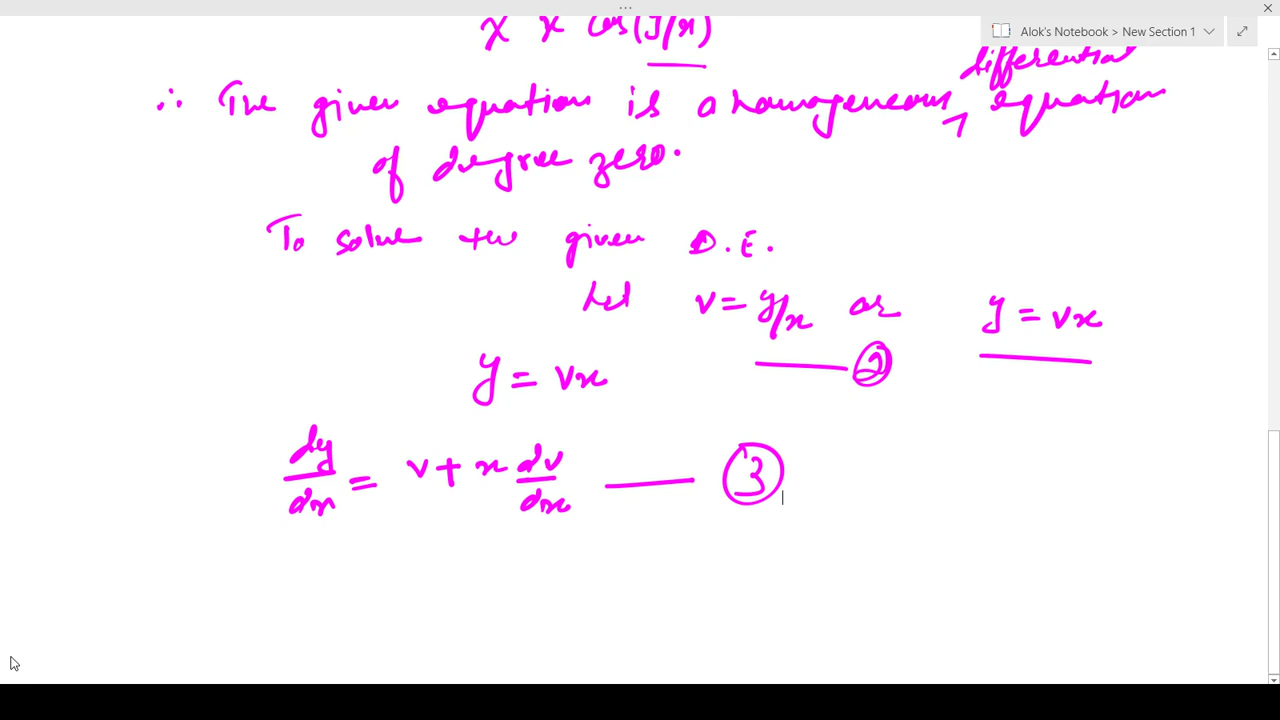 Alok's Notebook > New Section 1
x x cos(y/x)
∴ The given equation is a homogeneous differential equation
of degree zero.
To solve the given D.E.
Let v = y/x or y = vx
——— ②
y = vx
dy/dx = v + x dv/dx ——— ③